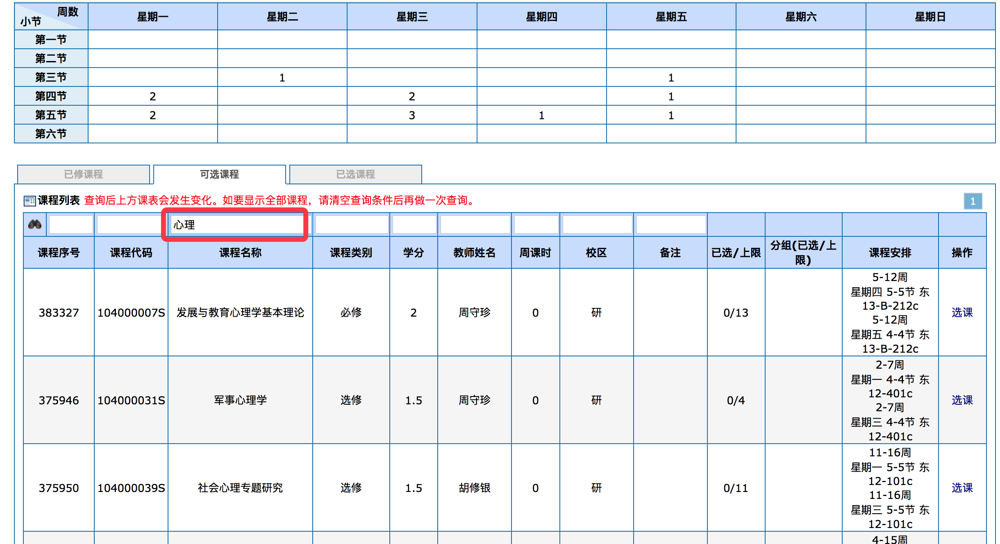 周数
小节
星期一 星期二 星期三 星期四 星期五 星期六 星期日
第一节
第二节
第三节 1 1
第四节 2 2 1
第五节 2 3 1 1
第六节
已修课程 可选课程 已选课程
课程列表 查询后上方课表会发生变化。如要显示全部课程，请清空查询条件后再做一次查询。 1
心理
课程序号 课程代码 课程名称 课程类别 学分 教师姓名 周课时 校区 备注 已选/上限 分组(已选/上限) 课程安排 操作
383327 104000007S 发展与教育心理学基本理论 必修 2 周守珍 0 研 0/13
5-12周
星期四 5-5节 东
13-B-212c
5-12周
星期五 4-4节 东
13-B-212c
选课
375946 104000031S 军事心理学 选修 1.5 周守珍 0 研 0/4
2-7周
星期一 4-4节 东
12-401c
2-7周
星期三 4-4节 东
12-401c
选课
375950 104000039S 社会心理专题研究 选修 1.5 胡修银 0 研 0/11
11-16周
星期一 5-5节 东
12-101c
11-16周
星期三 5-5节 东
12-101c
选课
4-15周